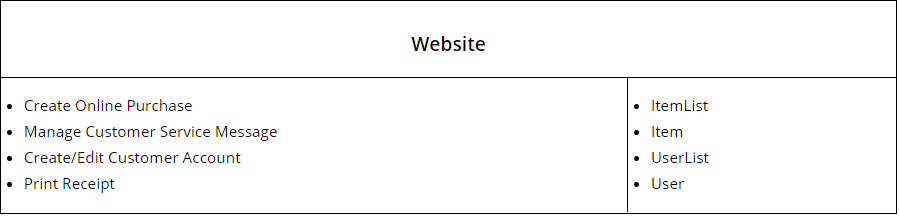 Website
Create Online Purchase
Manage Customer Service Message
Create/Edit Customer Account
Print Receipt
ItemList
Item
UserList
User